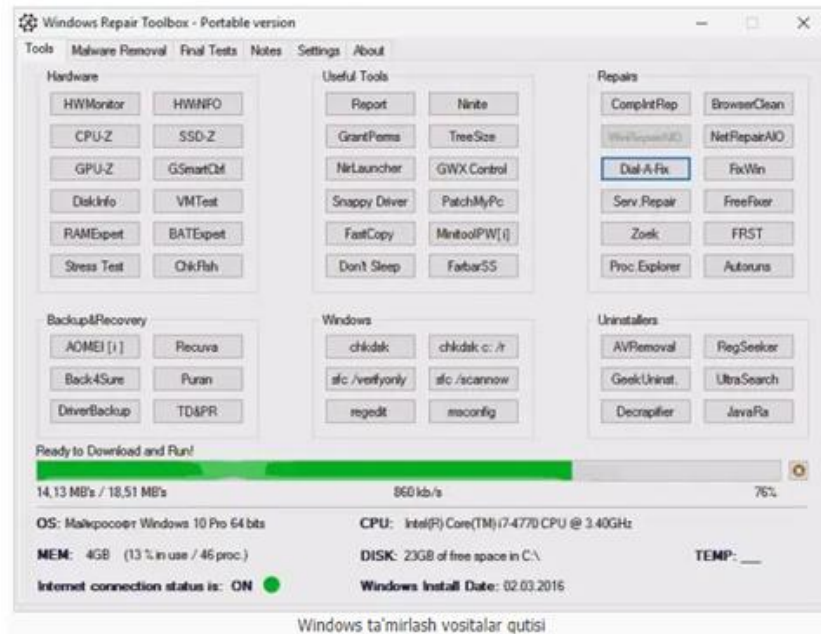 Windows Repair Toolbox - Portable version
Tools Malware Removal Final Tests Notes Settings About
Hardware
HWMonitor HWiNFO
CPU-Z SSD-Z
GPU-Z GSmartCtrl
DiskInfo VMTest
RAMExpert BATExpert
Stress Test ChkFlsh
Useful Tools
Report Ninite
GrantPerms TreeSize
NirLauncher GWX Control
Snappy Driver PatchMyPc
FastCopy MinitoolPW[i]
Don't Sleep FarbarSS
Repairs
CompIntRep BrowserClean
WinRepairAIO NetRepairAIO
Dial-A-Fix FixWin
Serv.Repair FreeFixer
Zoek FRST
Proc.Explorer Autoruns
Backup&Recovery
AOMEI [i] Recuva
Back4Sure Puran
DriverBackup TD&PR
Windows
chkdsk chkdsk c: /r
sfc /verifyonly sfc /scannow
regedit msconfig
Uninstallers
AVRemoval RegSeeker
GeekUninst. UltraSearch
Decrapifier JavaRa
Ready to Download and Run!
14,13 MB's / 18,51 MB's 860 kb/s 76%
OS: Майкрософт Windows 10 Pro 64 bits CPU: Intel(R) Core(TM) i7-4770 CPU @ 3.40GHz
MEM: 4GB (13 % in use / 46 proc.) DISK: 23GB of free space in C:\ TEMP: __
Internet connection status is: ON Windows Install Date: 02.03.2016
Windows ta'mirlash vositalar qutisi